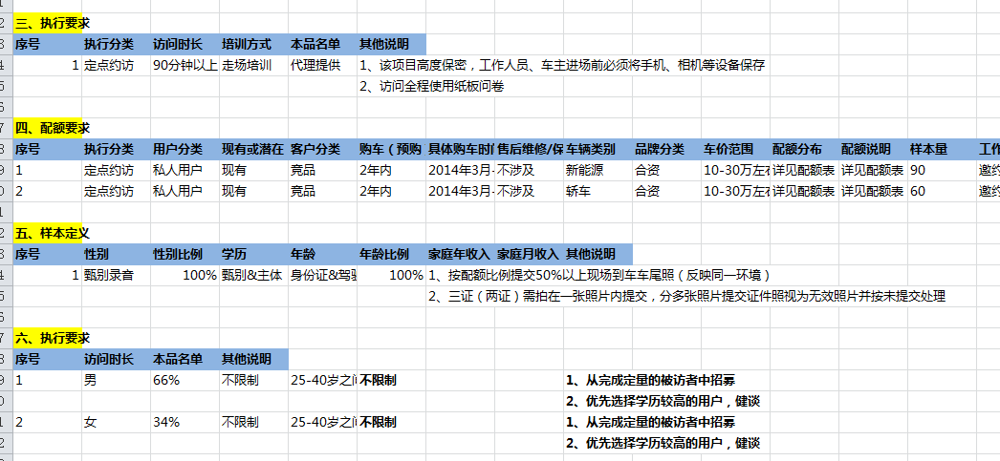 三、执行要求
序号 执行分类 访问时长 培训方式 本品名单 其他说明
1 定点约访 90分钟以上 走场培训 代理提供 1、该项目高度保密，工作人员、车主进场前必须将手机、相机等设备保存
2、访问全程使用纸板问卷
四、配额要求
序号 执行分类 用户分类 现有或潜在 客户分类 购车（预购 具体购车时间 售后维修/保 车辆类别 品牌分类 车价范围 配额分布 配额说明 样本量 工作
1 定点约访 私人用户 现有 竞品 2年内 2014年3月- 不涉及 新能源 合资 10-30万左右 详见配额表 详见配额表 90 邀约
2 定点约访 私人用户 现有 竞品 2年内 2014年3月- 不涉及 轿车 合资 10-30万左右 详见配额表 详见配额表 60 邀约
五、样本定义
序号 性别 性别比例 学历 年龄 年龄比例 家庭年收入 家庭月收入 其他说明
1 甄别录音 100% 甄别&主体 身份证&驾驶 100% 1、按配额比例提交50%以上现场到车车尾照（反映同一环境）
2、三证（两证）需拍在一张照片内提交，分多张照片提交证件照视为无效照片并按未提交处理
六、执行要求
序号 访问时长 本品名单 其他说明
1 男 66% 不限制 25-40岁之间 不限制 1、从完成定量的被访者中招募
2、优先选择学历较高的用户，健谈
2 女 34% 不限制 25-40岁之间 不限制 1、从完成定量的被访者中招募
2、优先选择学历较高的用户，健谈